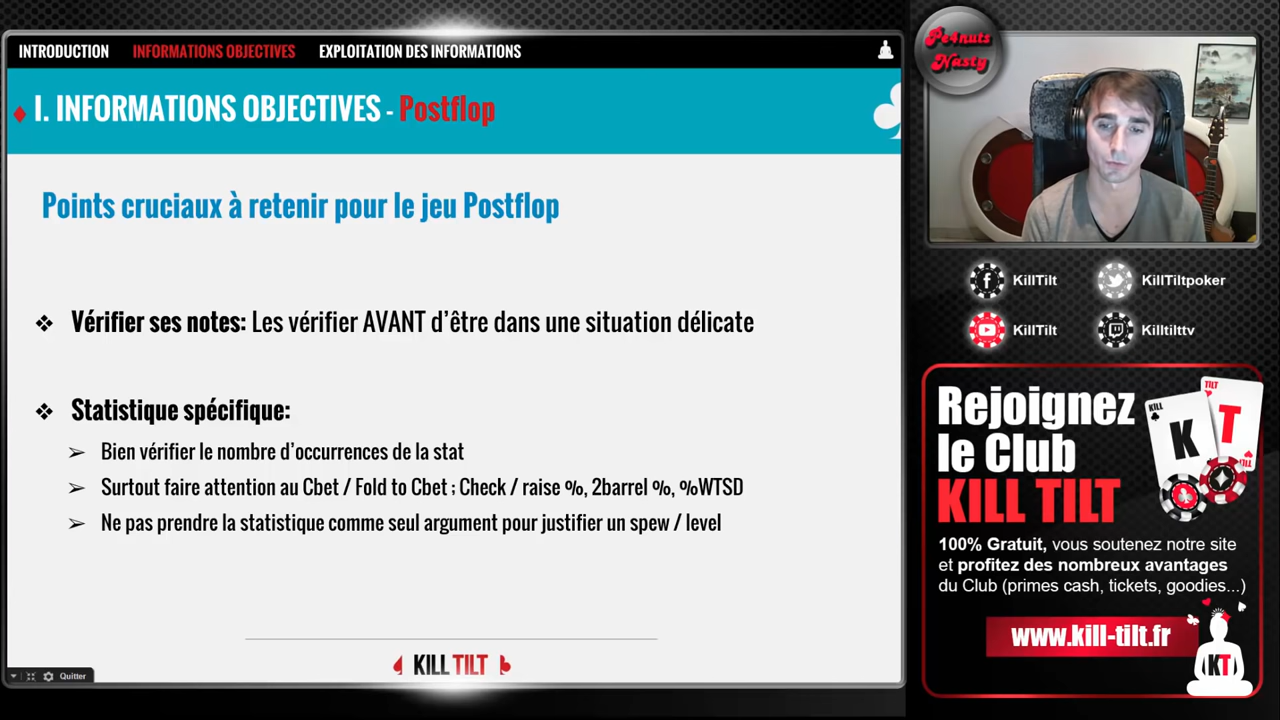 INTRODUCTION INFORMATIONS OBJECTIVES EXPLOITATION DES INFORMATIONS
I. INFORMATIONS OBJECTIVES - Postflop
Points cruciaux à retenir pour le jeu Postflop
❖ Vérifier ses notes: Les vérifier AVANT d'être dans une situation délicate
❖ Statistique spécifique:
➢ Bien vérifier le nombre d'occurrences de la stat
➢ Surtout faire attention au Cbet / Fold to Cbet ; Check / raise %, 2barrel %, %WTSD
➢ Ne pas prendre la statistique comme seul argument pour justifier un spew / level
KILL TILT
Quitter
Pe4nuts
Nasty
KillTilt KillTiltpoker
KillTilt Killtilttv
Rejoignez
le Club
KILL TILT
KILL
K
TILT
T
TILT
100% Gratuit, vous soutenez notre site
et profitez des nombreux avantages
du Club (primes cash, tickets, goodies...)
www.kill-tilt.fr
KT